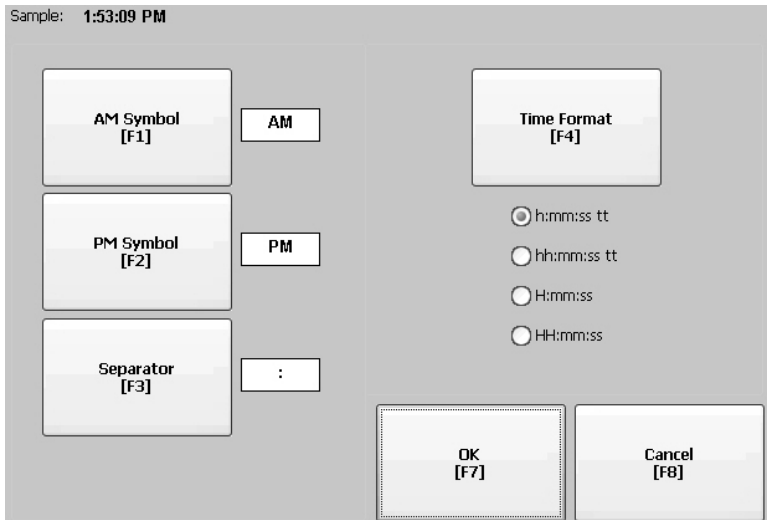 Sample: 1:53:09 PM
AM Symbol
[F1]
AM
PM Symbol
[F2]
PM
Separator
[F3]
:
Time Format
[F4]
h:mm:ss tt
hh:mm:ss tt
H:mm:ss
HH:mm:ss
OK
[F7]
Cancel
[F8]